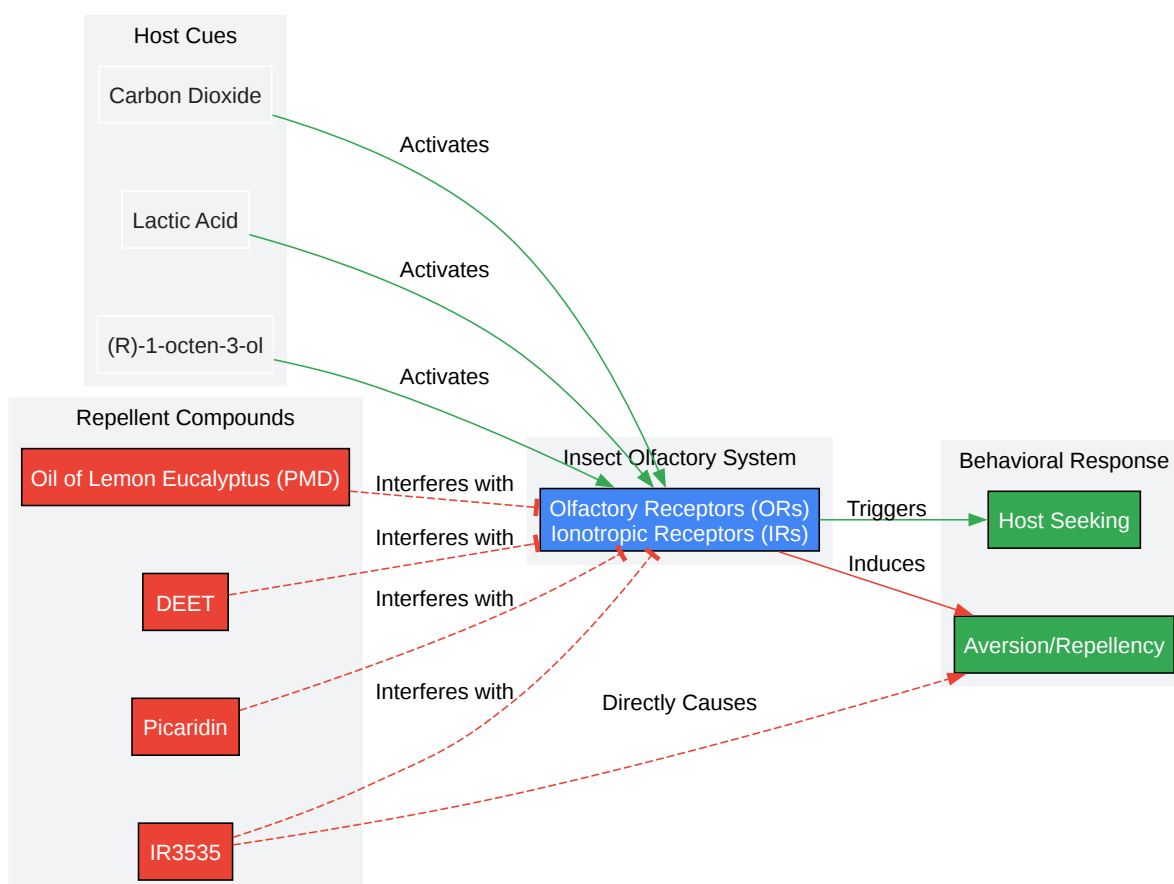 Host Cues
Carbon Dioxide
Activates
Lactic Acid
Activates
(R)-1-octen-3-ol
Activates
Repellent Compounds
Oil of Lemon Eucalyptus (PMD)
Interferes with
DEET
Interferes with
Picaridin
Interferes with
IR3535
Interferes with
Directly Causes
Insect Olfactory System
Olfactory Receptors (ORs)
Ionotropic Receptors (IRs)
Triggers
Induces
Behavioral Response
Host Seeking
Aversion/Repellency